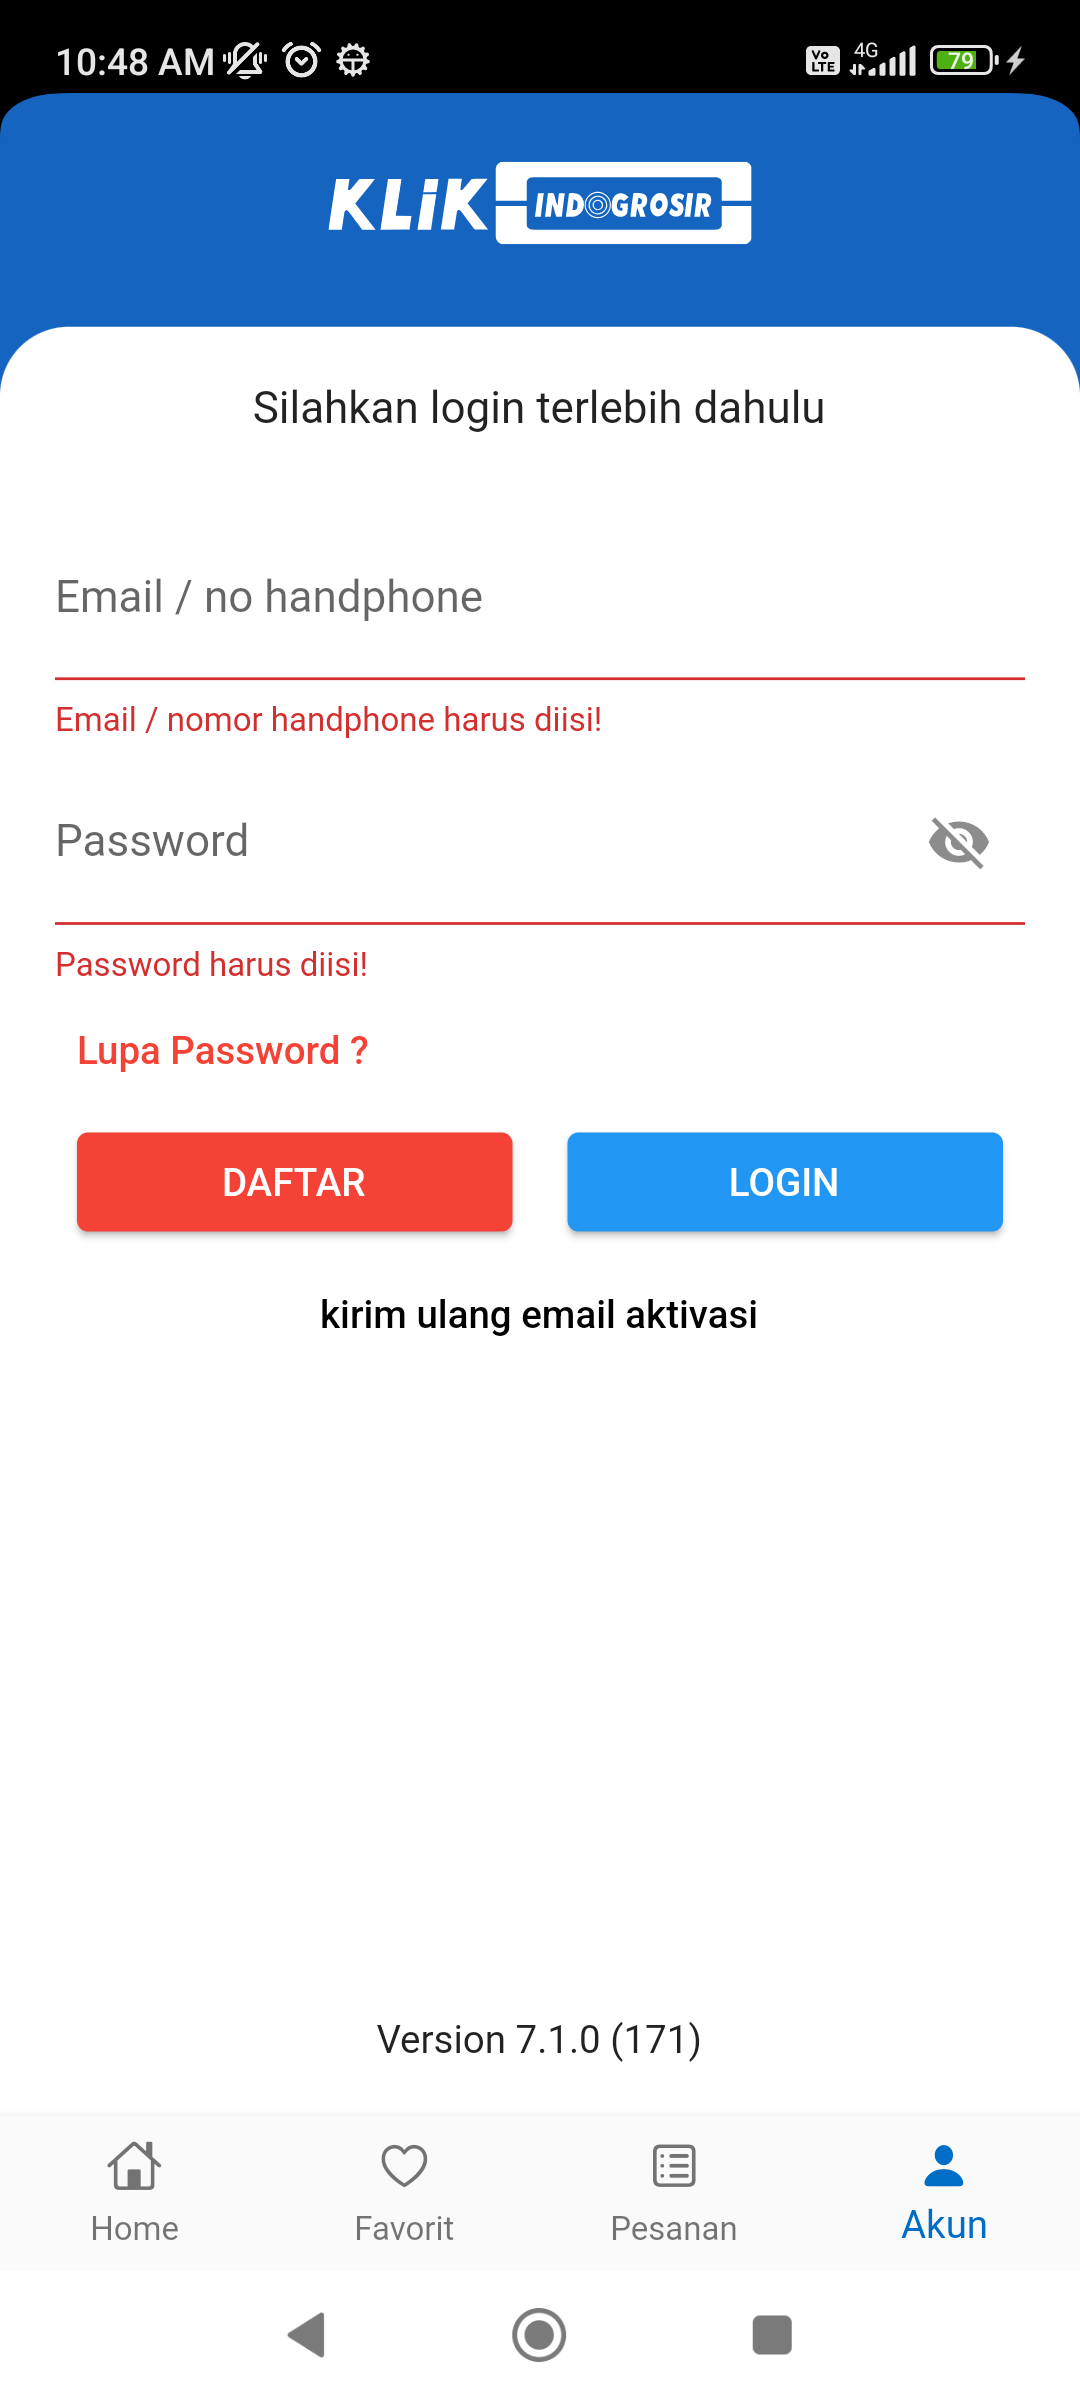 10:48 AM
Vo LTE 4G 79
KLiK INDOGROSIR
Silahkan login terlebih dahulu
Email / no handphone
Email / nomor handphone harus diisi!
Password
Password harus diisi!
Lupa Password ?
DAFTAR LOGIN
kirim ulang email aktivasi
Version 7.1.0 (171)
Home Favorit Pesanan Akun